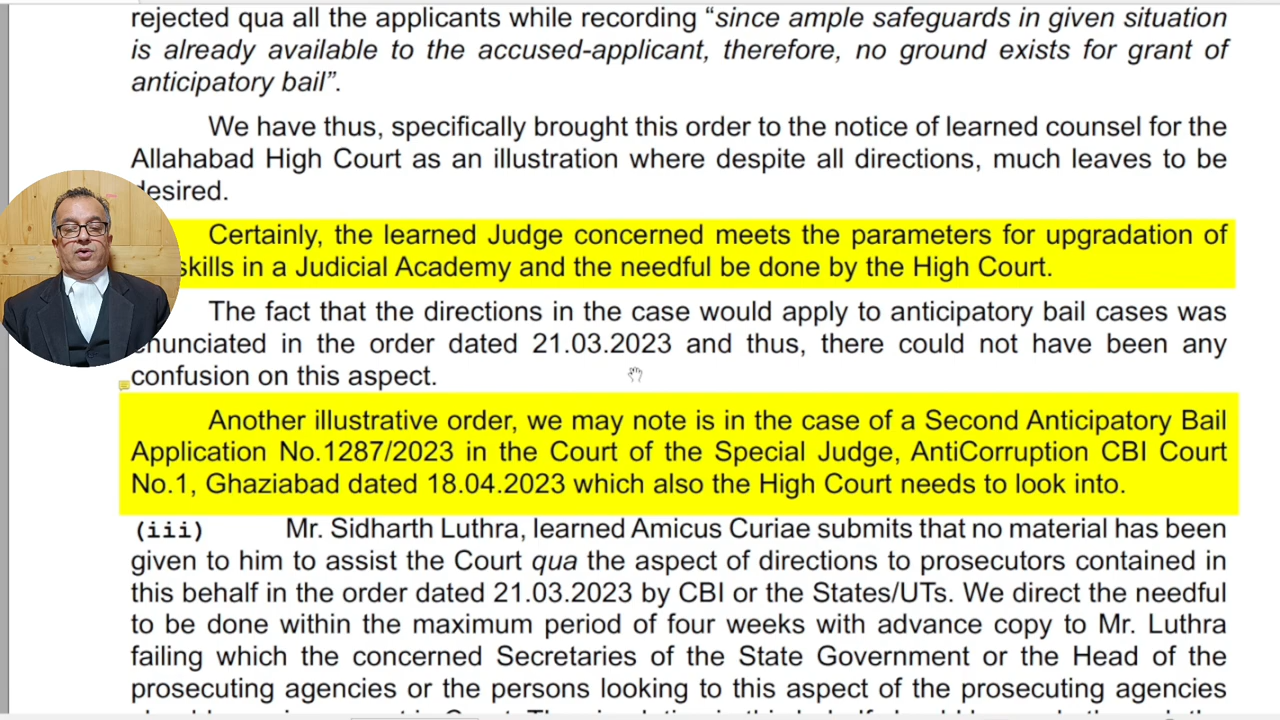 rejected qua all the applicants while recording “since ample safeguards in given situation
is already available to the accused-applicant, therefore, no ground exists for grant of
anticipatory bail”.
We have thus, specifically brought this order to the notice of learned counsel for the
Allahabad High Court as an illustration where despite all directions, much leaves to be
desired.
Certainly, the learned Judge concerned meets the parameters for upgradation of
skills in a Judicial Academy and the needful be done by the High Court.
The fact that the directions in the case would apply to anticipatory bail cases was
enunciated in the order dated 21.03.2023 and thus, there could not have been any
confusion on this aspect.
Another illustrative order, we may note is in the case of a Second Anticipatory Bail
Application No.1287/2023 in the Court of the Special Judge, AntiCorruption CBI Court
No.1, Ghaziabad dated 18.04.2023 which also the High Court needs to look into.
(iii) Mr. Sidharth Luthra, learned Amicus Curiae submits that no material has been
given to him to assist the Court qua the aspect of directions to prosecutors contained in
this behalf in the order dated 21.03.2023 by CBI or the States/UTs. We direct the needful
to be done within the maximum period of four weeks with advance copy to Mr. Luthra
failing which the concerned Secretaries of the State Government or the Head of the
prosecuting agencies or the persons looking to this aspect of the prosecuting agencies